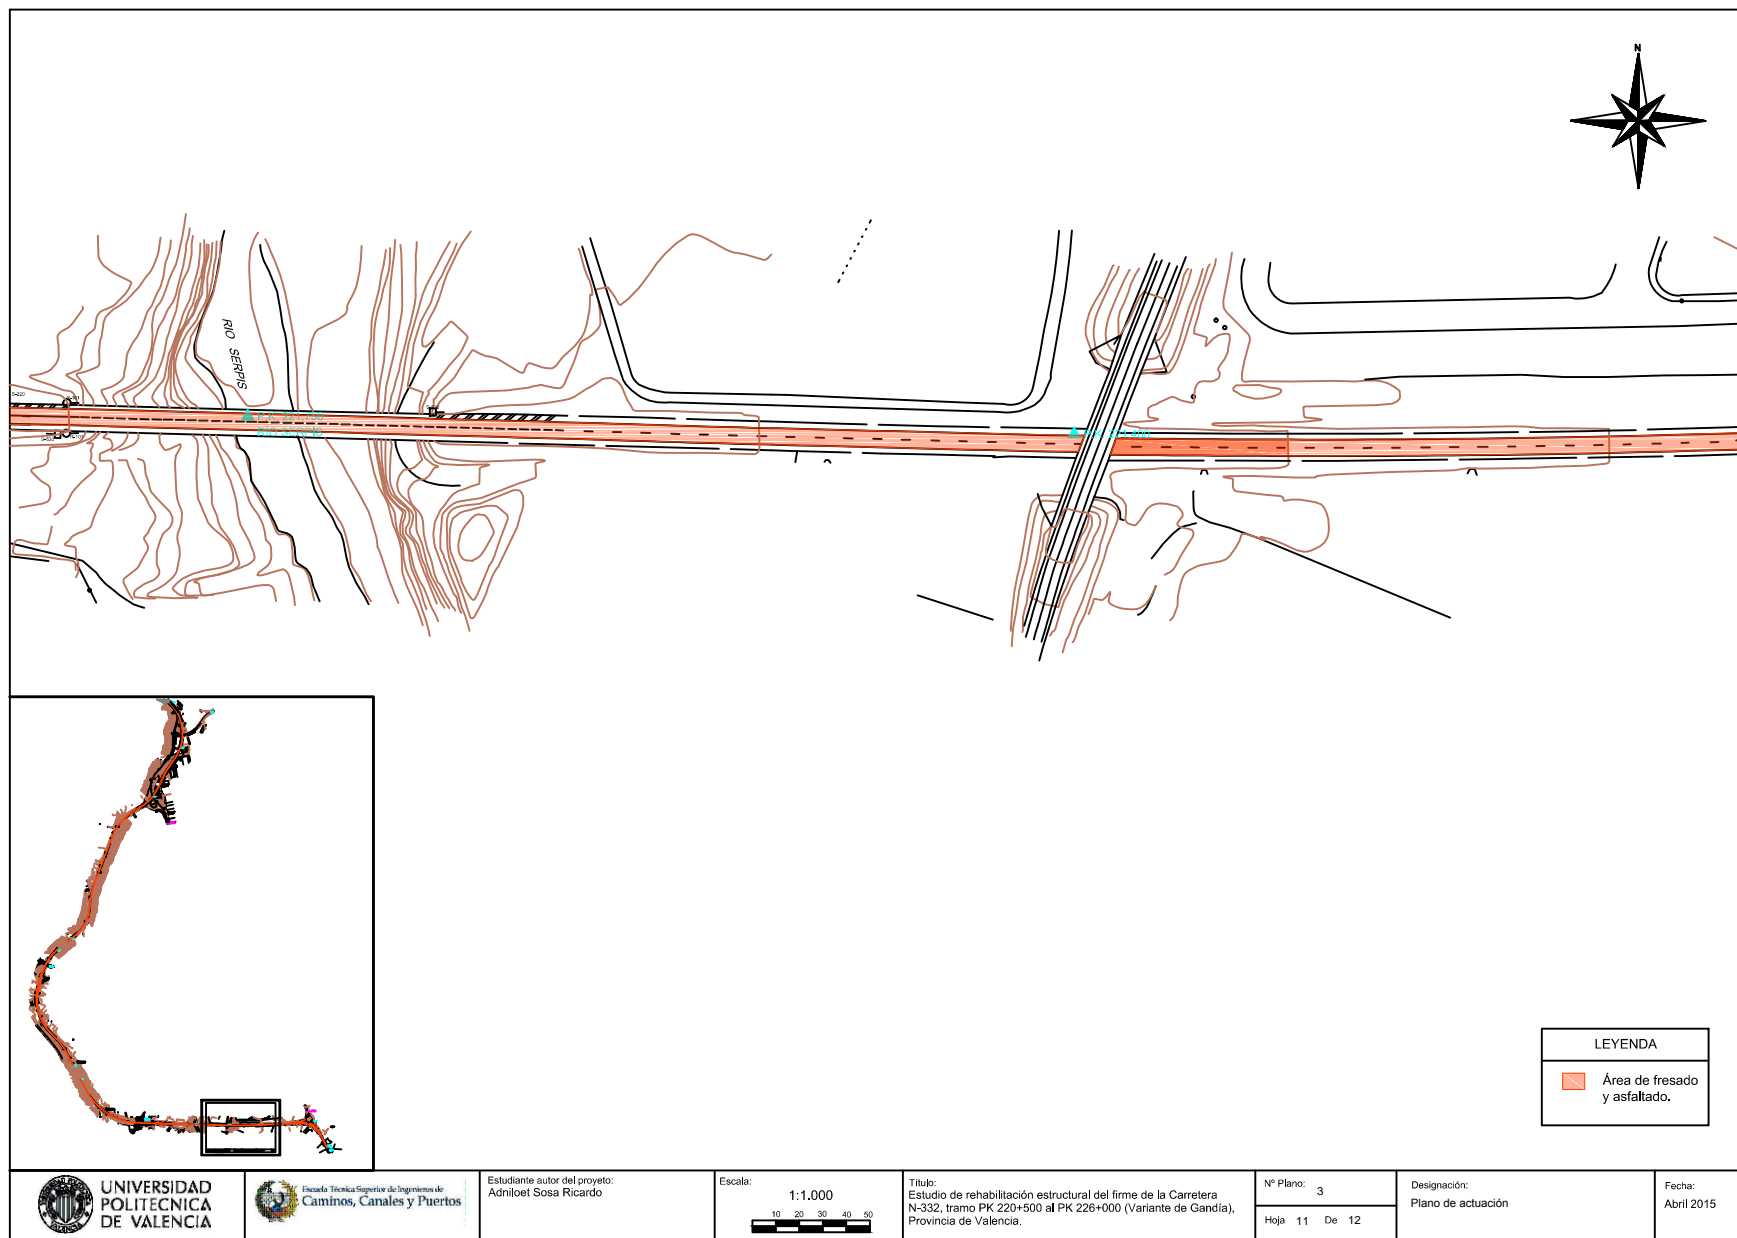 N
RIO SERPIS
S-220
LEYENDA
Área de fresado
y asfaltado.
UNIVERSIDAD
POLITECNICA
DE VALENCIA
Escuela Técnica Superior de Ingenieros de
Caminos, Canales y Puertos
Estudiante autor del proyeto:
Adniloet Sosa Ricardo
Escala:
1:1.000
10 20 30 40 50
Título:
Estudio de rehabilitación estructural del firme de la Carretera
N-332, tramo PK 220+500 al PK 226+000 (Variante de Gandía),
Provincia de Valencia.
Nº Plano: 3
Hoja 11 De 12
Designación:
Plano de actuación
Fecha:
Abril 2015